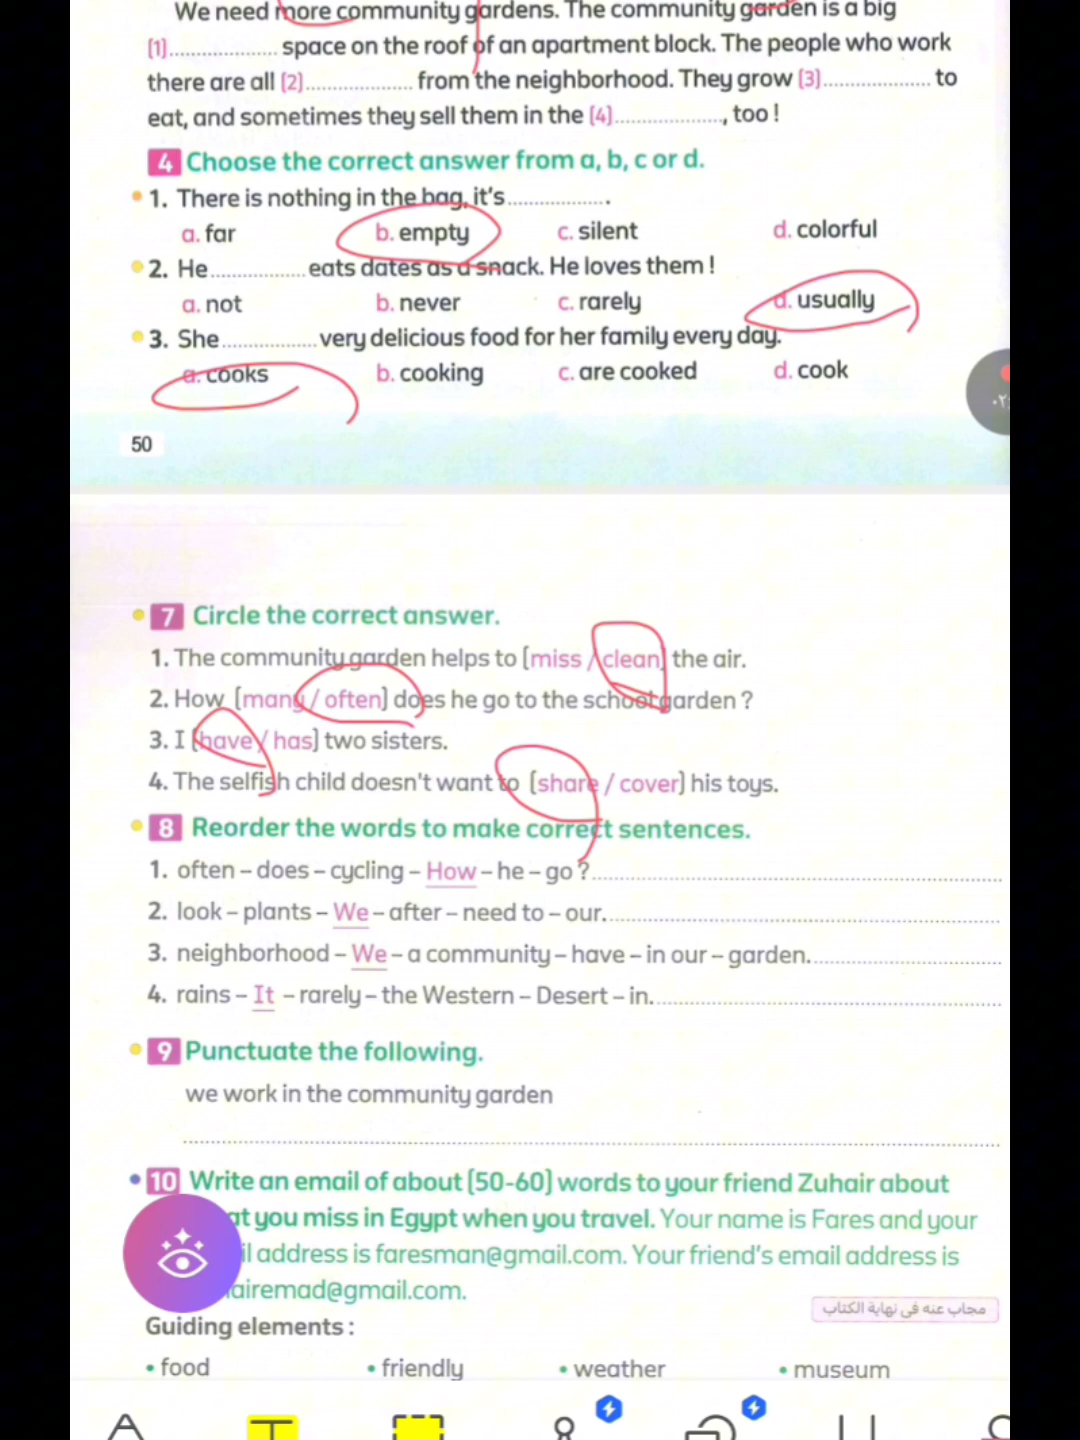 We need more community gardens. The community garden is a big
(1)................ space on the roof of an apartment block. The people who work
there are all (2)................ from the neighborhood. They grow (3)................ to
eat, and sometimes they sell them in the (4)................, too !
4 Choose the correct answer from a, b, c or d.
1. There is nothing in the bag, it's................ .
a. far b. empty c. silent d. colorful
2. He................ eats dates as a snack. He loves them !
a. not b. never c. rarely d. usually
3. She................ very delicious food for her family every day.
a. cooks b. cooking c. are cooked d. cook
50
7 Circle the correct answer.
1. The community garden helps to (miss / clean) the air.
2. How (many / often) does he go to the school garden ?
3. I (have / has) two sisters.
4. The selfish child doesn't want to (share / cover) his toys.
8 Reorder the words to make correct sentences.
1. often – does – cycling – How – he – go ?................
2. look – plants – We – after – need to – our.................
3. neighborhood – We – a community – have – in our – garden.................
4. rains – It – rarely – the Western – Desert – in.................
9 Punctuate the following.
we work in the community garden
................
10 Write an email of about (50-60) words to your friend Zuhair about
at you miss in Egypt when you travel. Your name is Fares and your
il address is faresman@gmail.com. Your friend's email address is
airemad@gmail.com.
مجاب عنه في نهاية الكتاب
Guiding elements :
• food • friendly • weather • museum